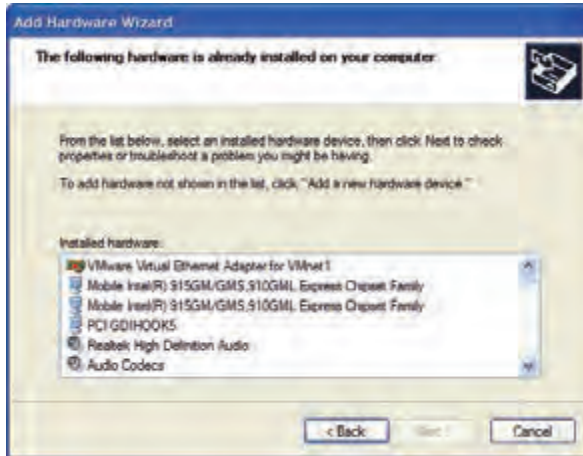 Add Hardware Wizard
The following hardware is already installed on your computer
From the list below, select an installed hardware device, then click Next to check
properties or troubleshoot a problem you might be having.
To add hardware not shown in the list, click "Add a new hardware device."
Installed hardware:
VMware Virtual Ethernet Adapter for VMnet1
Mobile Intel(R) 915GM/GMS,910GML Express Chipset Family
Mobile Intel(R) 915GM/GMS,910GML Express Chipset Family
PCI GDIHOOK5
Realtek High Definition Audio
Audio Codecs
< Back
Next >
Cancel